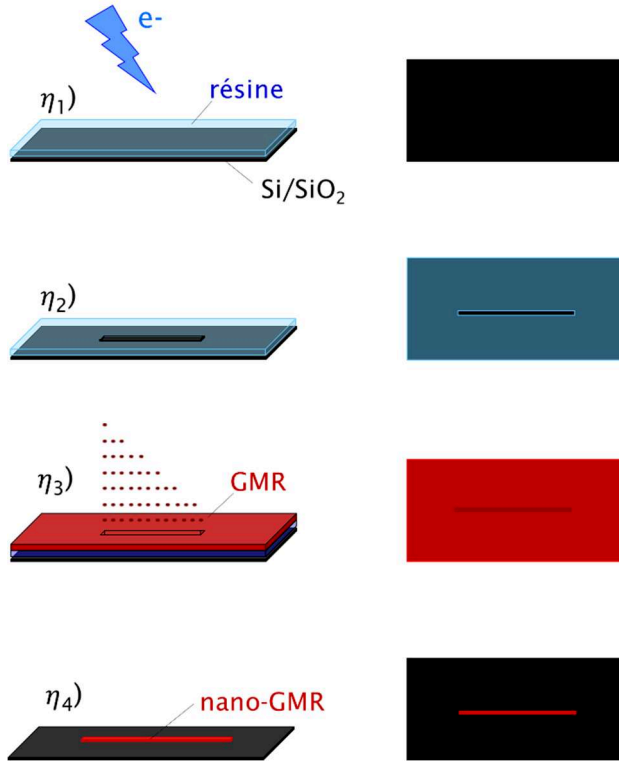 e-
η₁)
résine
Si/SiO₂
η₂)
η₃)
GMR
η₄)
nano-GMR